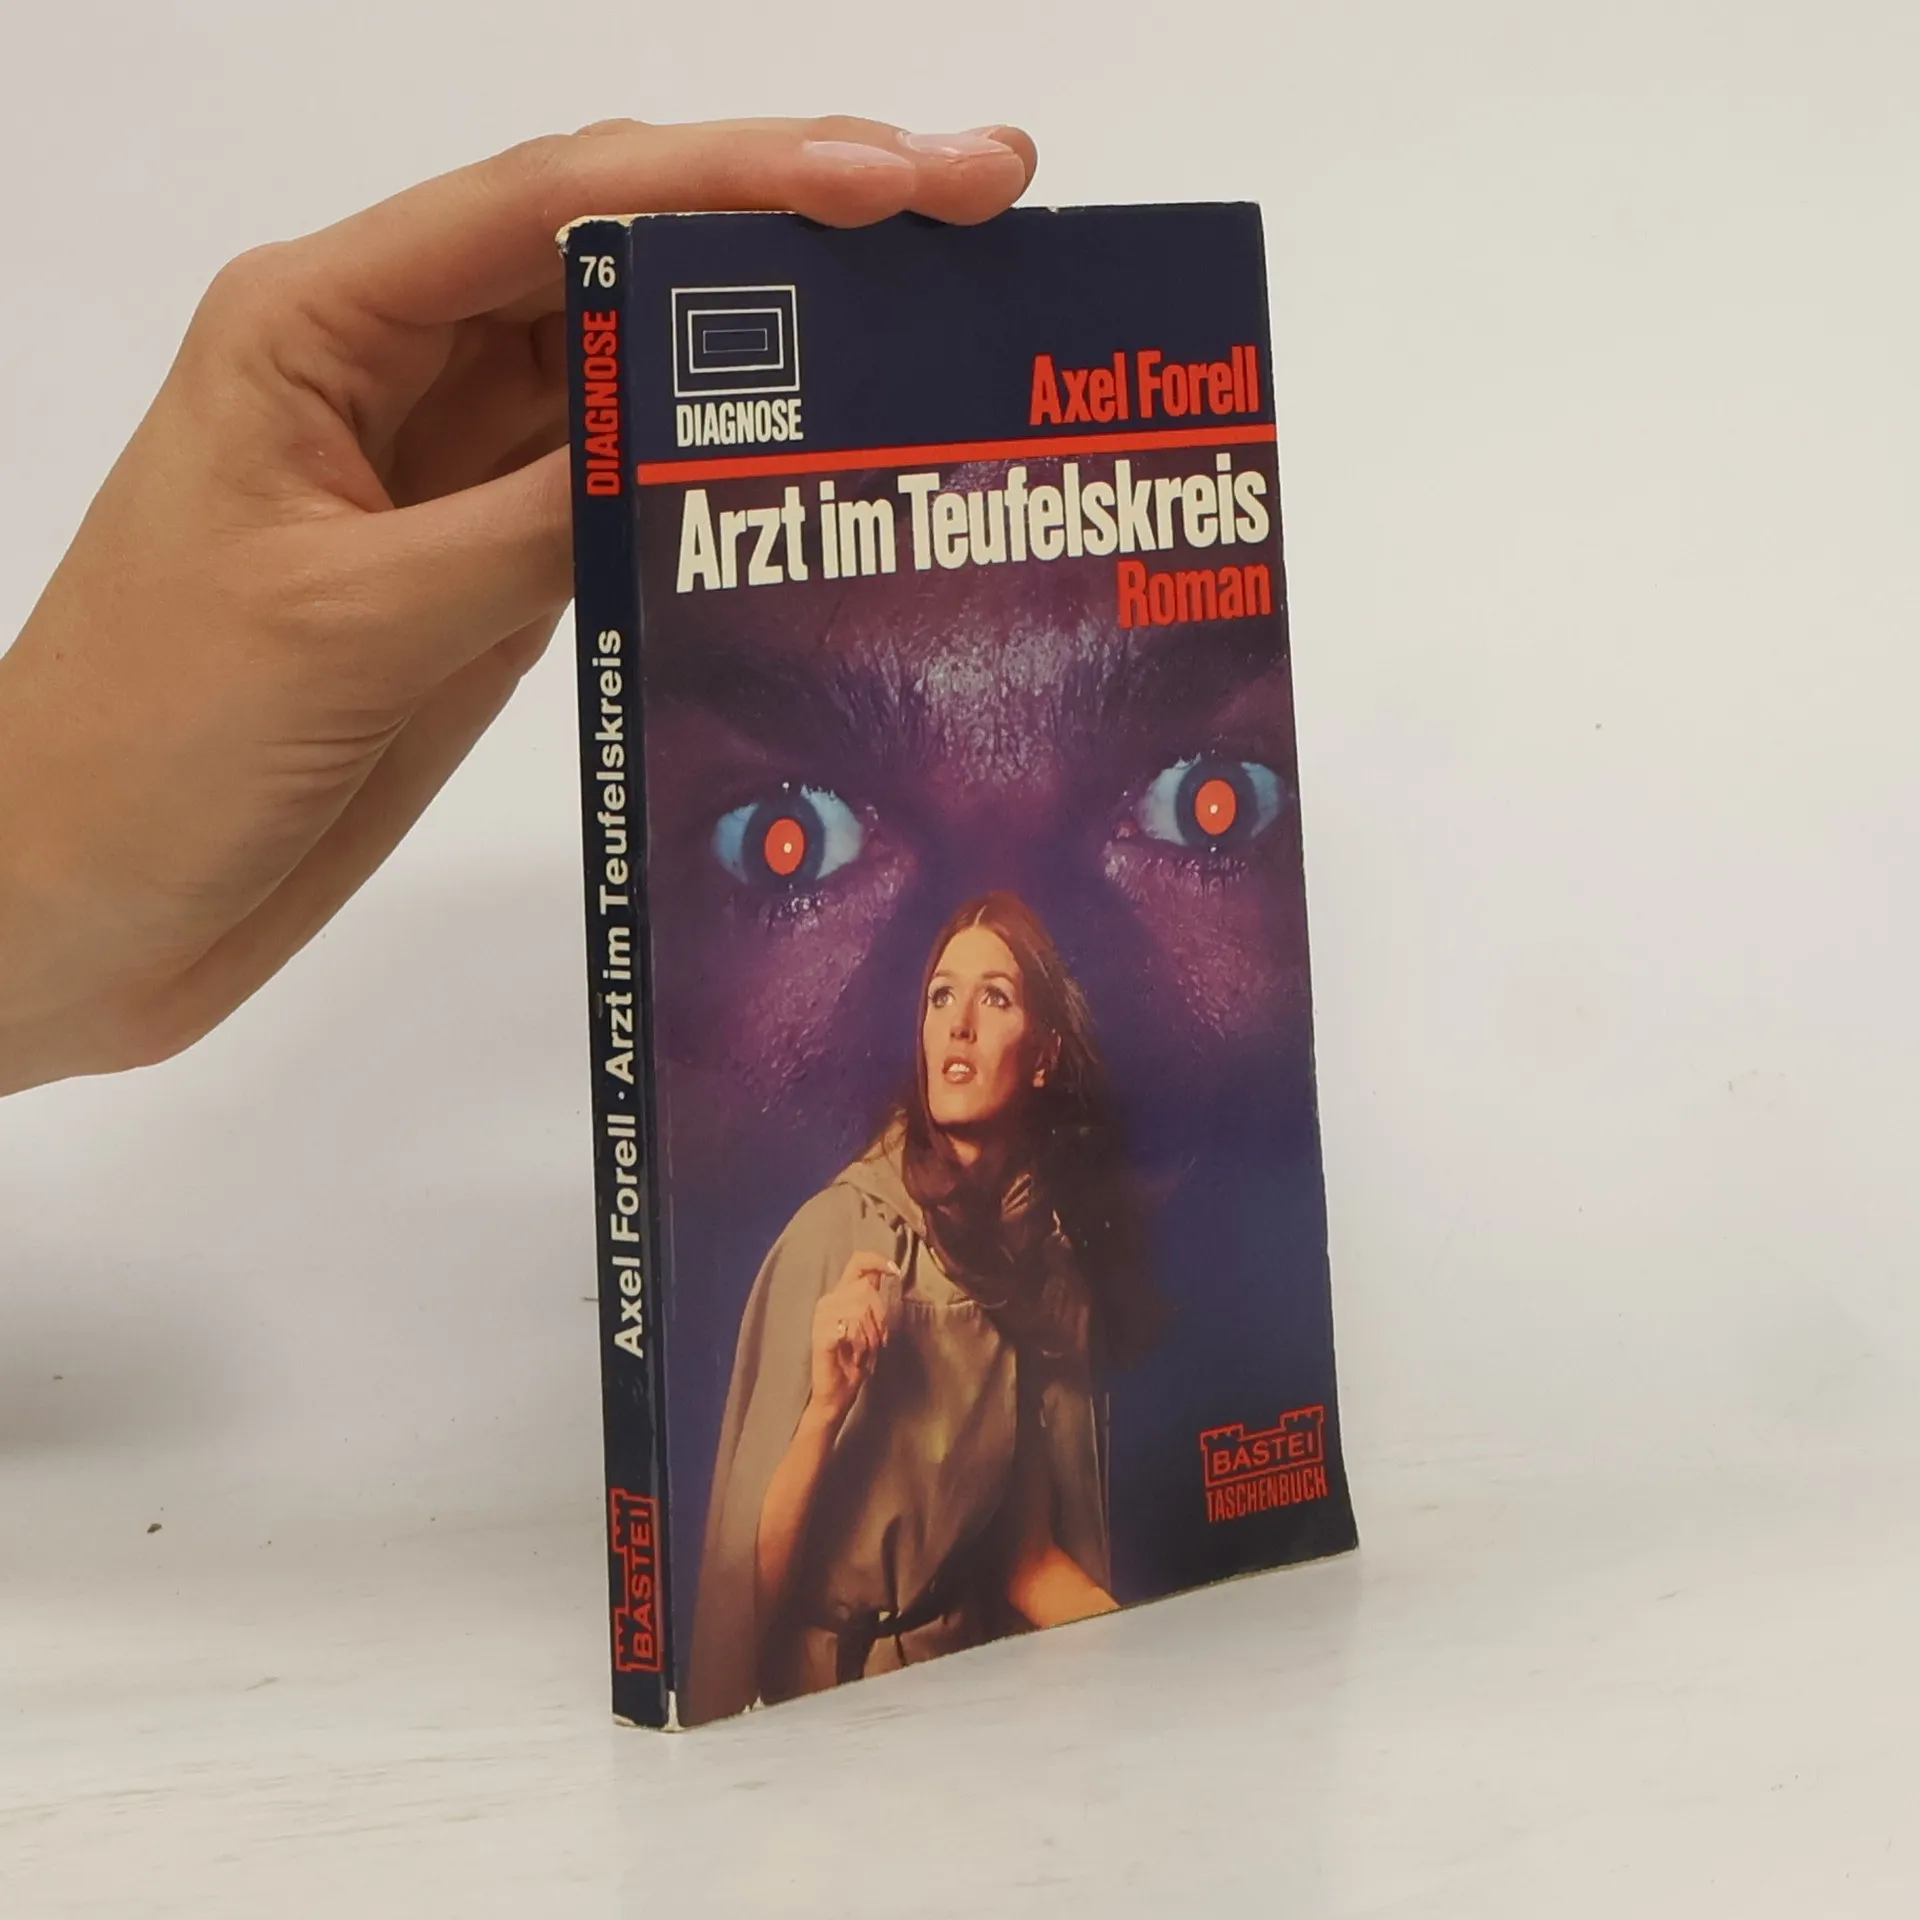 76
DIAGNOSE
Axel Forell · Arzt im Teufelskreis
BASTEI
DIAGNOSE
Axel Forell
Arzt im Teufelskreis
Roman
BASTEI
TASCHENBUCH